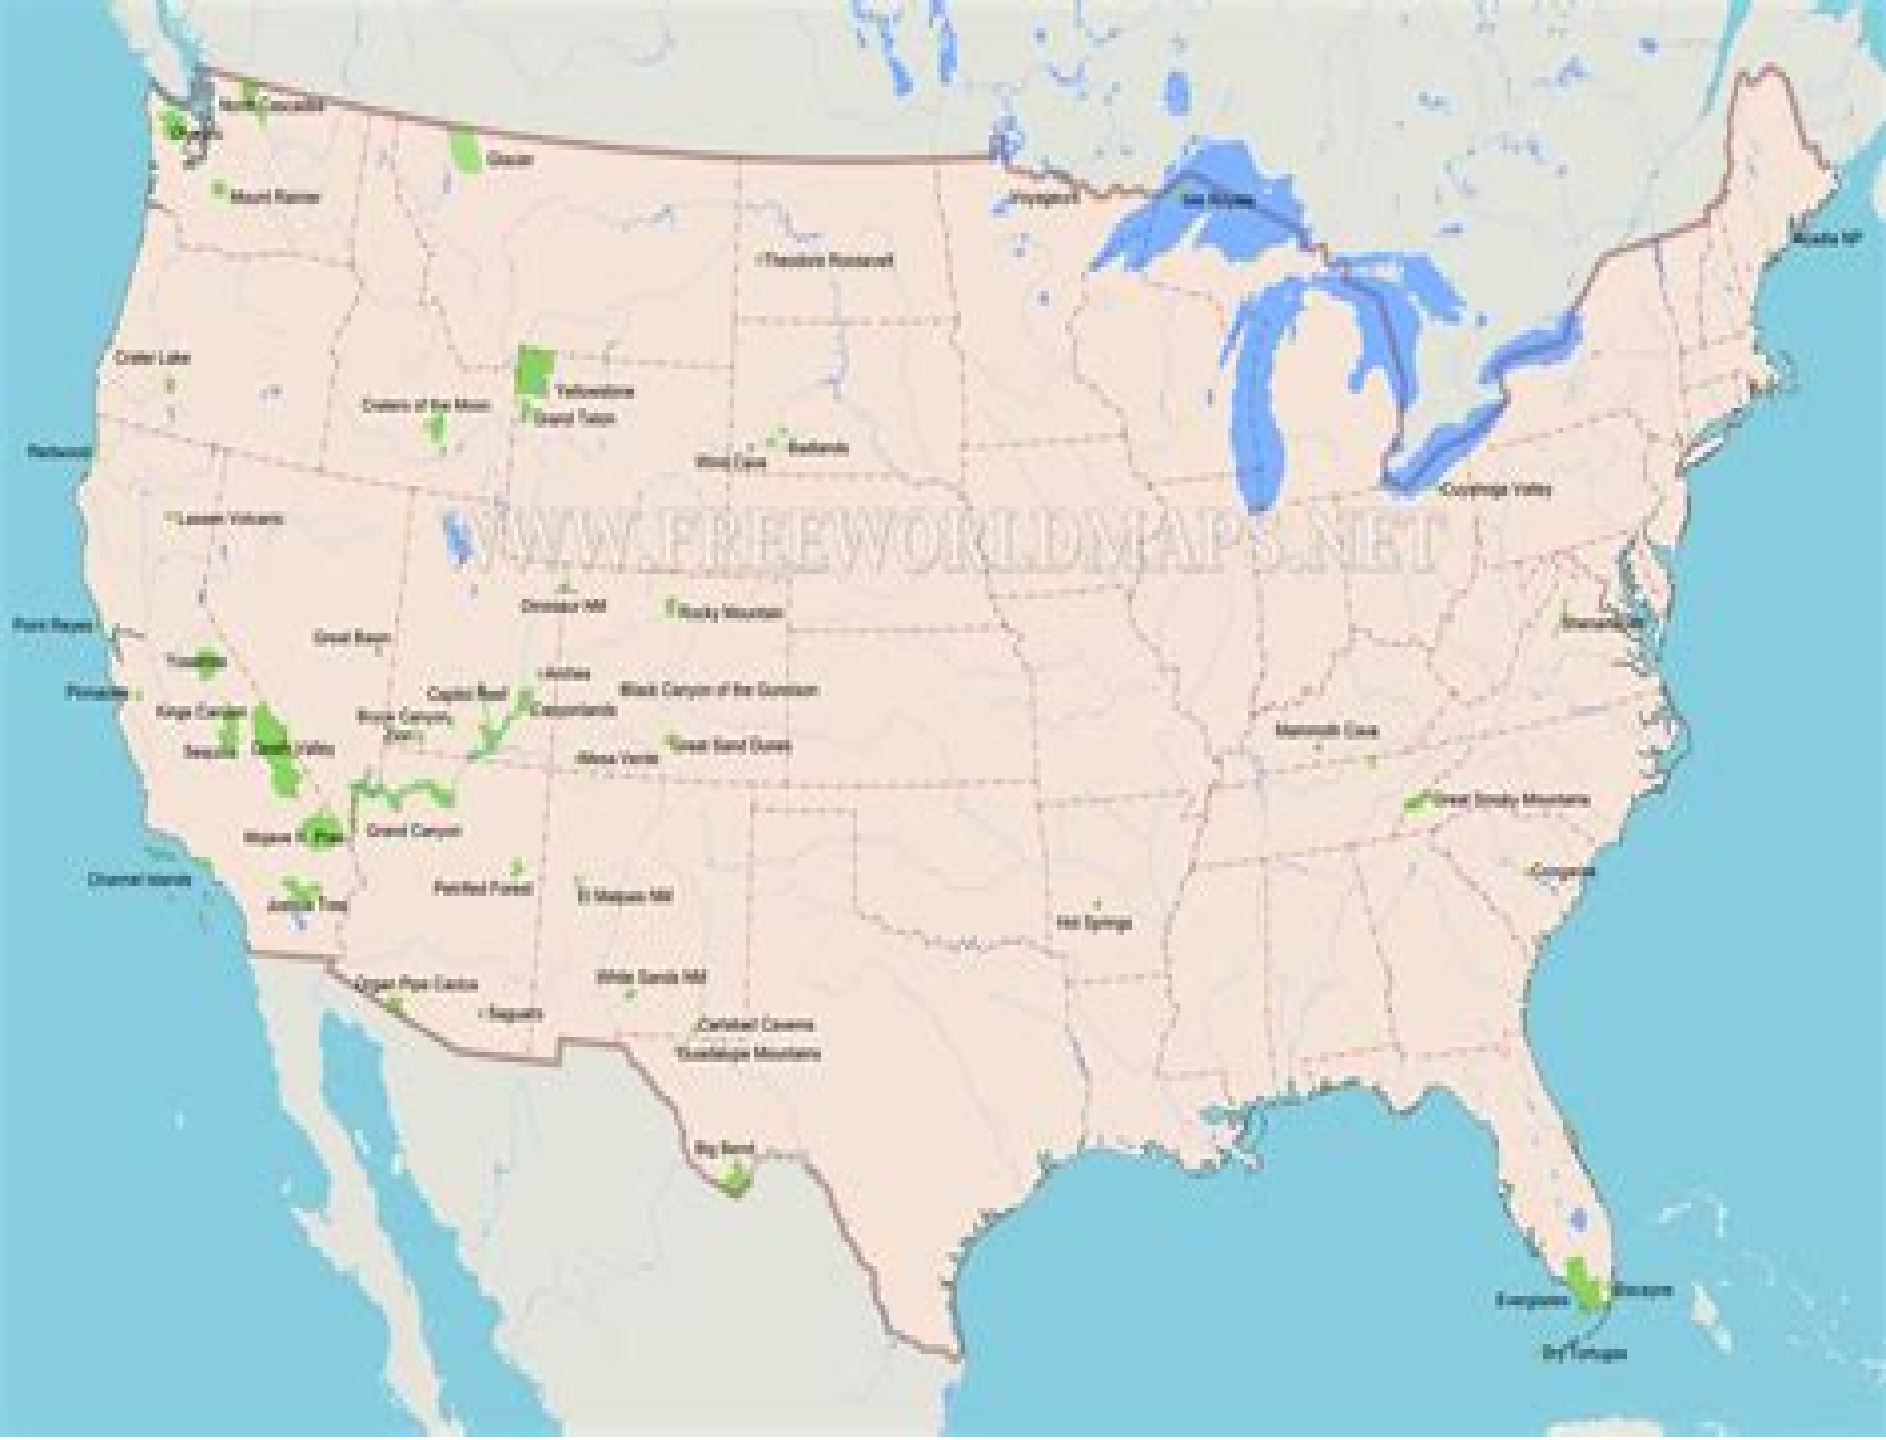 North Cascades
Olympic
Glacier
Mount Rainier
Voyageurs
Isle Royale
Acadia NP
Theodore Roosevelt
Crater Lake
Yellowstone
Craters of the Moon
Grand Teton
Redwood
Badlands
Wind Cave
Cuyahoga Valley
Lassen Volcanic
WWW.FREEWORLDMAPS.NET
Dinosaur NM
Rocky Mountain
Point Reyes
Shenandoah
Great Basin
Yosemite
Arches
Pinnacles
Capitol Reef
Black Canyon of the Gunnison
Kings Canyon
Bryce Canyon
Canyonlands
Zion
Mammoth Cave
Sequoia
Death Valley
Great Sand Dunes
Mesa Verde
Great Smoky Mountains
Mojave N. Pres.
Grand Canyon
Channel Islands
Congaree
Petrified Forest
El Malpais NM
Joshua Tree
Hot Springs
White Sands NM
Organ Pipe Cactus
Saguaro
Carlsbad Caverns
Guadalupe Mountains
Big Bend
Everglades
Biscayne
Dry Tortugas